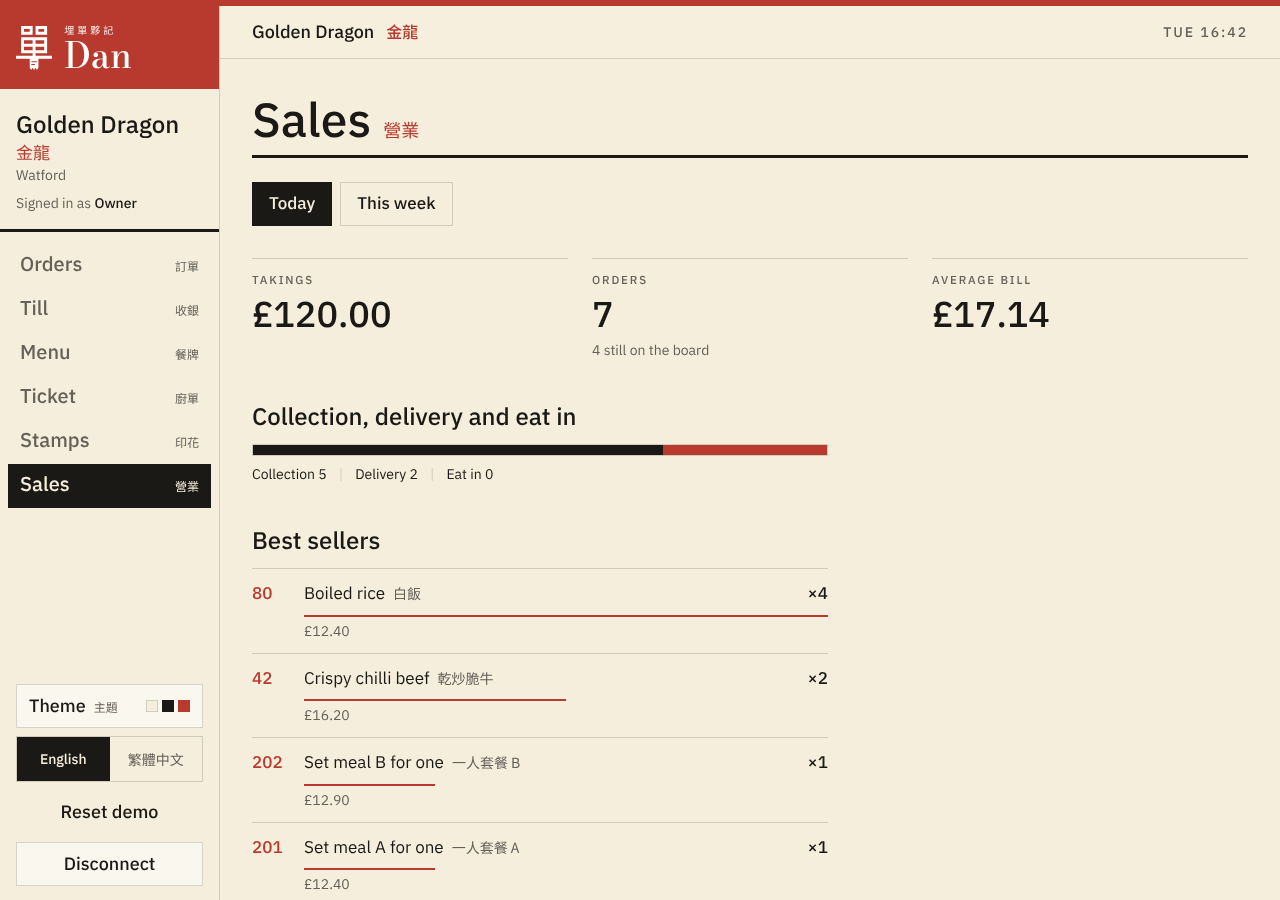 單
埋單夥記
Dan
Golden Dragon
金龍
Watford
Signed in as Owner
Orders 訂單
Till 收銀
Menu 餐牌
Ticket 廚單
Stamps 印花
Sales 營業
Theme 主題
English 繁體中文
Reset demo
Disconnect
Golden Dragon 金龍
TUE 16:42
Sales 營業
Today This week
TAKINGS
£120.00
ORDERS
7
4 still on the board
AVERAGE BILL
£17.14
Collection, delivery and eat in
Collection 5 | Delivery 2 | Eat in 0
Best sellers
80 Boiled rice 白飯 ×4
£12.40
42 Crispy chilli beef 乾炒脆牛 ×2
£16.20
202 Set meal B for one 一人套餐 B ×1
£12.90
201 Set meal A for one 一人套餐 A ×1
£12.40